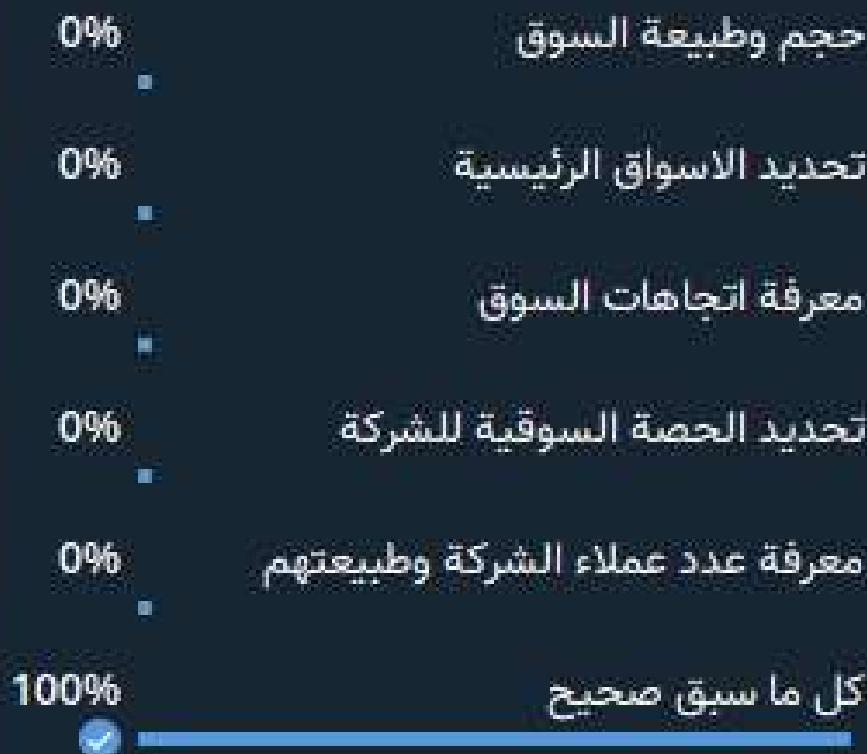 حجم وطبيعة السوق 0%
تحديد الاسواق الرئيسية 0%
معرفة اتجاهات السوق 0%
تحديد الحصة السوقية للشركة 0%
معرفة عدد عملاء الشركة وطبيعتهم 0%
كل ما سبق صحيح 100%